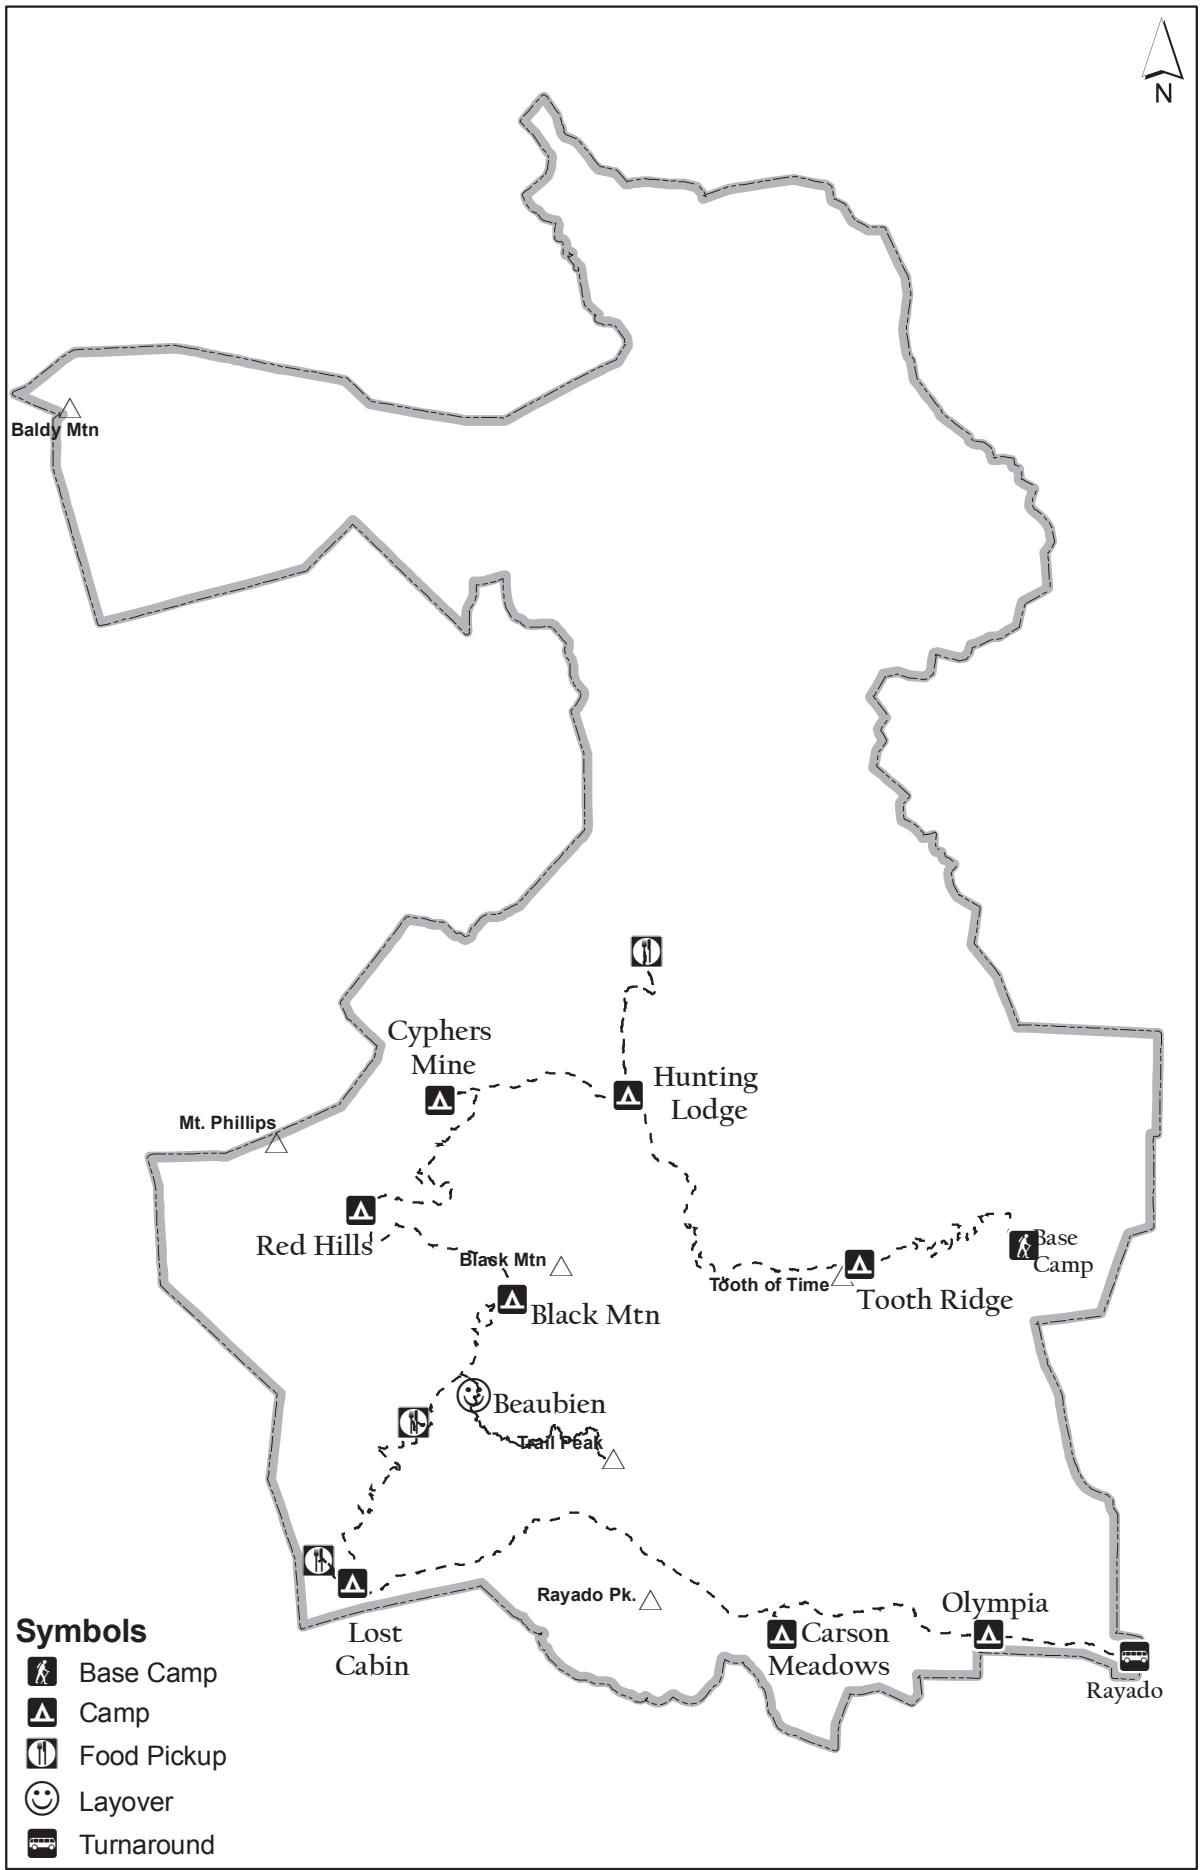 N
Baldy Mtn
Cyphers
Mine
Hunting
Lodge
Mt. Phillips
Red Hills
Black Mtn
Tooth of Time
Base
Camp
Tooth Ridge
Black Mtn
Beaubien
Trail Peak
Rayado Pk.
Olympia
Lost
Cabin
Carson
Meadows
Rayado
Symbols
Base Camp
Camp
Food Pickup
Layover
Turnaround